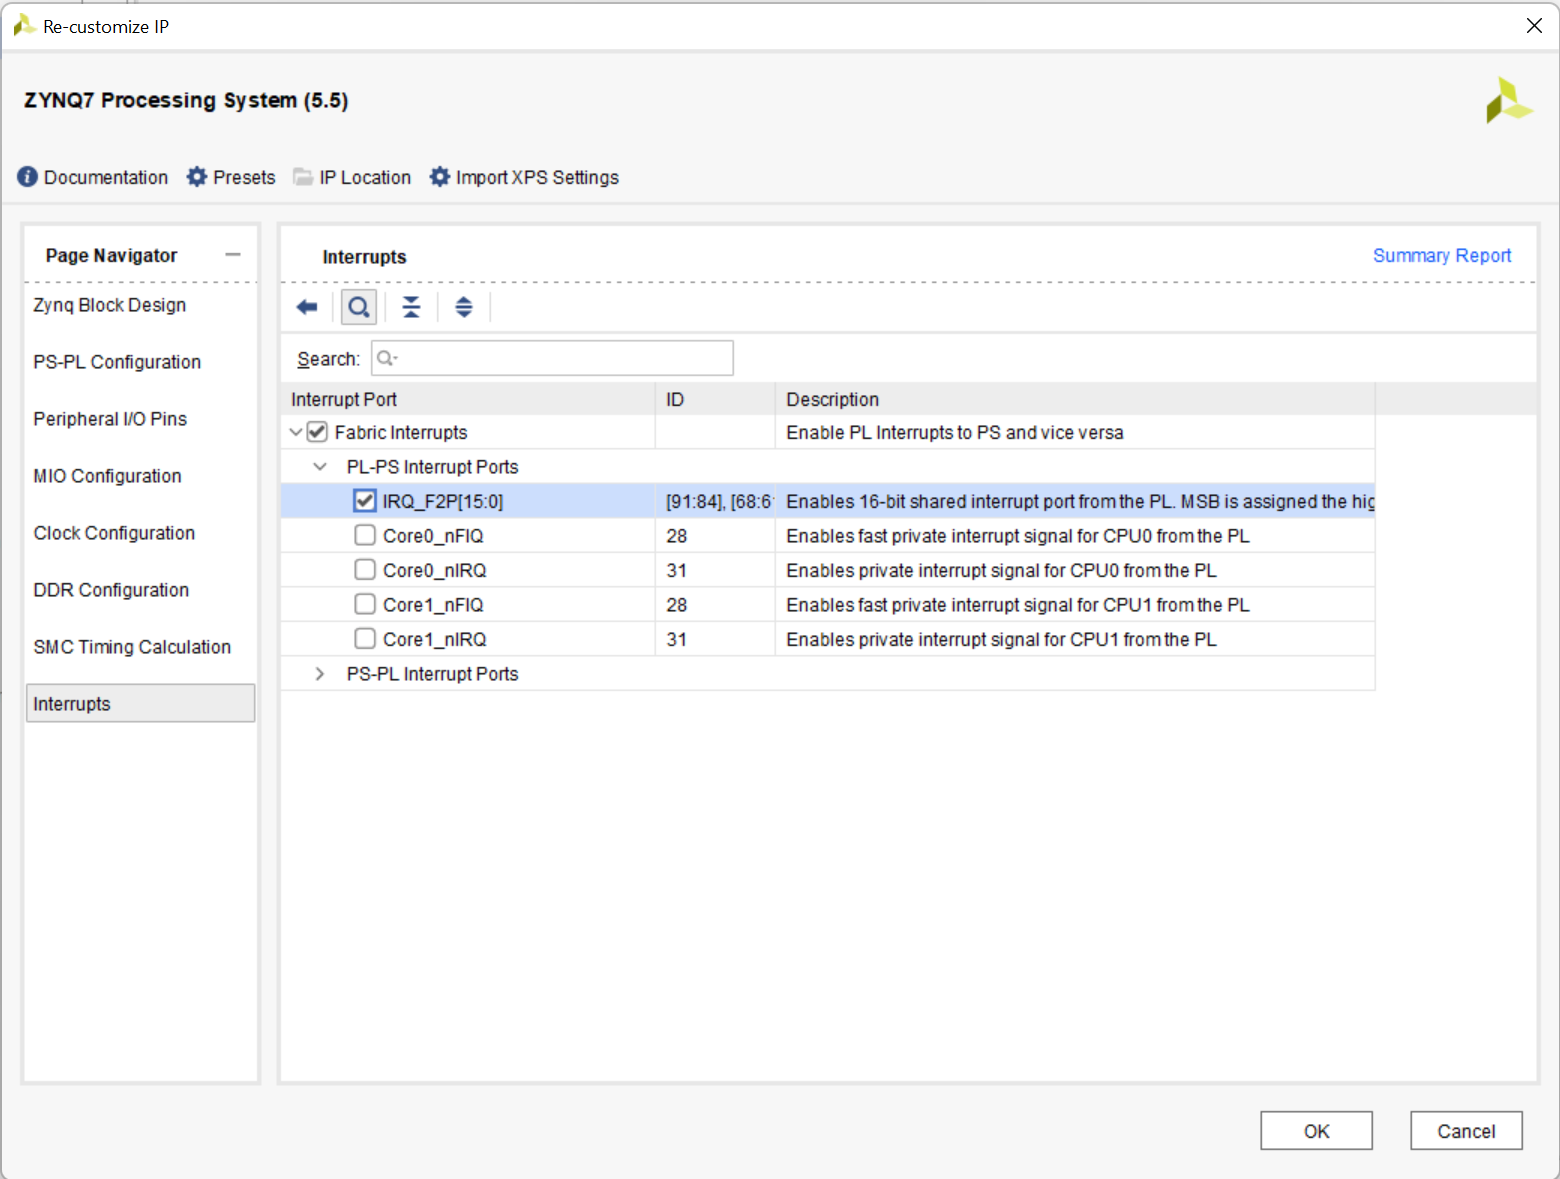 Re-customize IP
ZYNQ7 Processing System (5.5)
Documentation Presets IP Location Import XPS Settings
Page Navigator
Zynq Block Design
PS-PL Configuration
Peripheral I/O Pins
MIO Configuration
Clock Configuration
DDR Configuration
SMC Timing Calculation
Interrupts
Interrupts Summary Report
Search:
Interrupt Port ID Description
Fabric Interrupts Enable PL Interrupts to PS and vice versa
PL-PS Interrupt Ports
IRQ_F2P[15:0] [91:84], [68:6 Enables 16-bit shared interrupt port from the PL. MSB is assigned the hig
Core0_nFIQ 28 Enables fast private interrupt signal for CPU0 from the PL
Core0_nIRQ 31 Enables private interrupt signal for CPU0 from the PL
Core1_nFIQ 28 Enables fast private interrupt signal for CPU1 from the PL
Core1_nIRQ 31 Enables private interrupt signal for CPU1 from the PL
PS-PL Interrupt Ports
OK Cancel